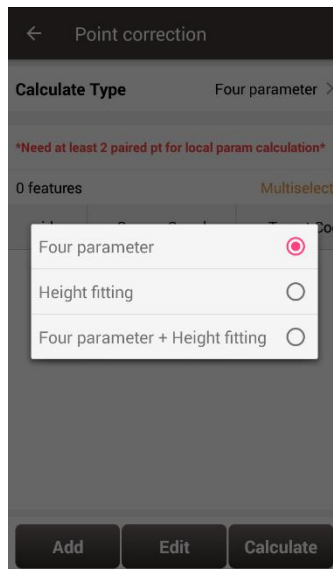 Point correction
Calculate Type Four parameter
*Need at least 2 paired pt for local param calculation*
0 features Multiselect
Four parameter
Height fitting
Four parameter + Height fitting
Add Edit Calculate